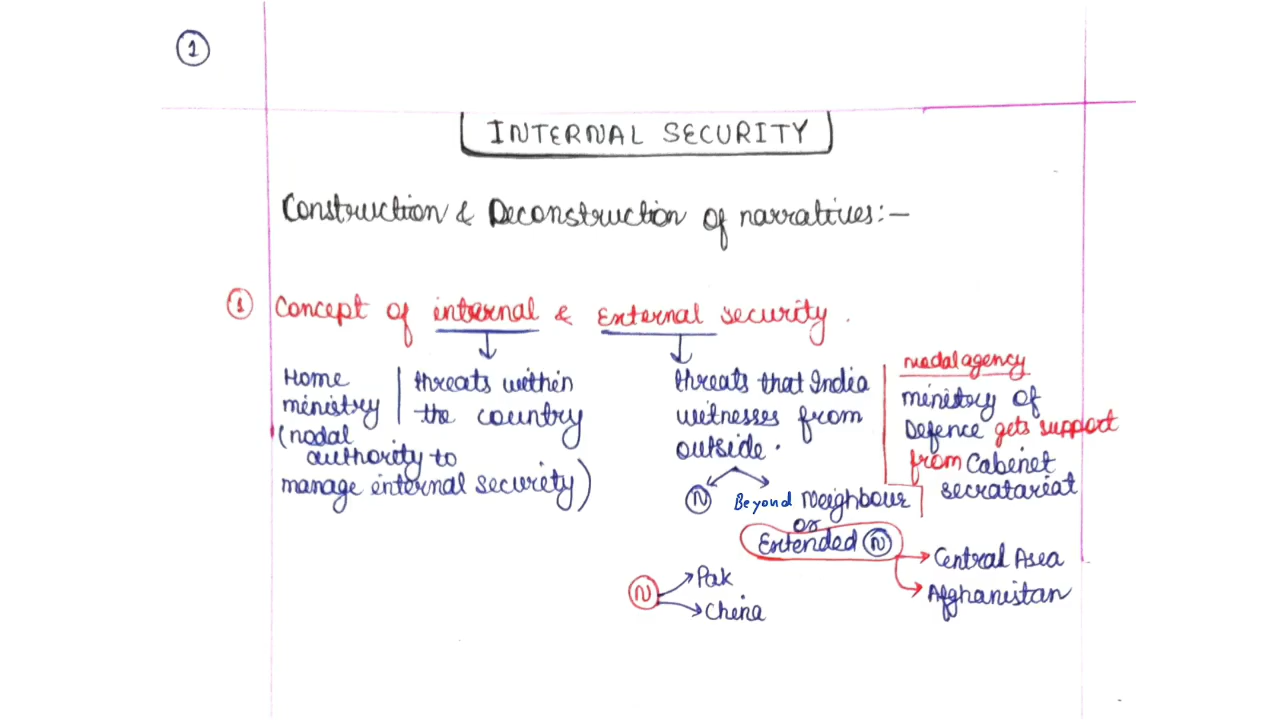 1
INTERNAL SECURITY
Construction & Deconstruction of narratives:-
1 Concept of internal & External security.
Home
ministry
(nodal
authority to
manage internal security)
threats within
the country
threats that India
witnesses from
outside.
N
Beyond Neighbour
or
Extended N
nodal agency
ministry of
Defence gets support
from Cabinet
secratariat
Central Asia
Afghanistan
N
Pak
China